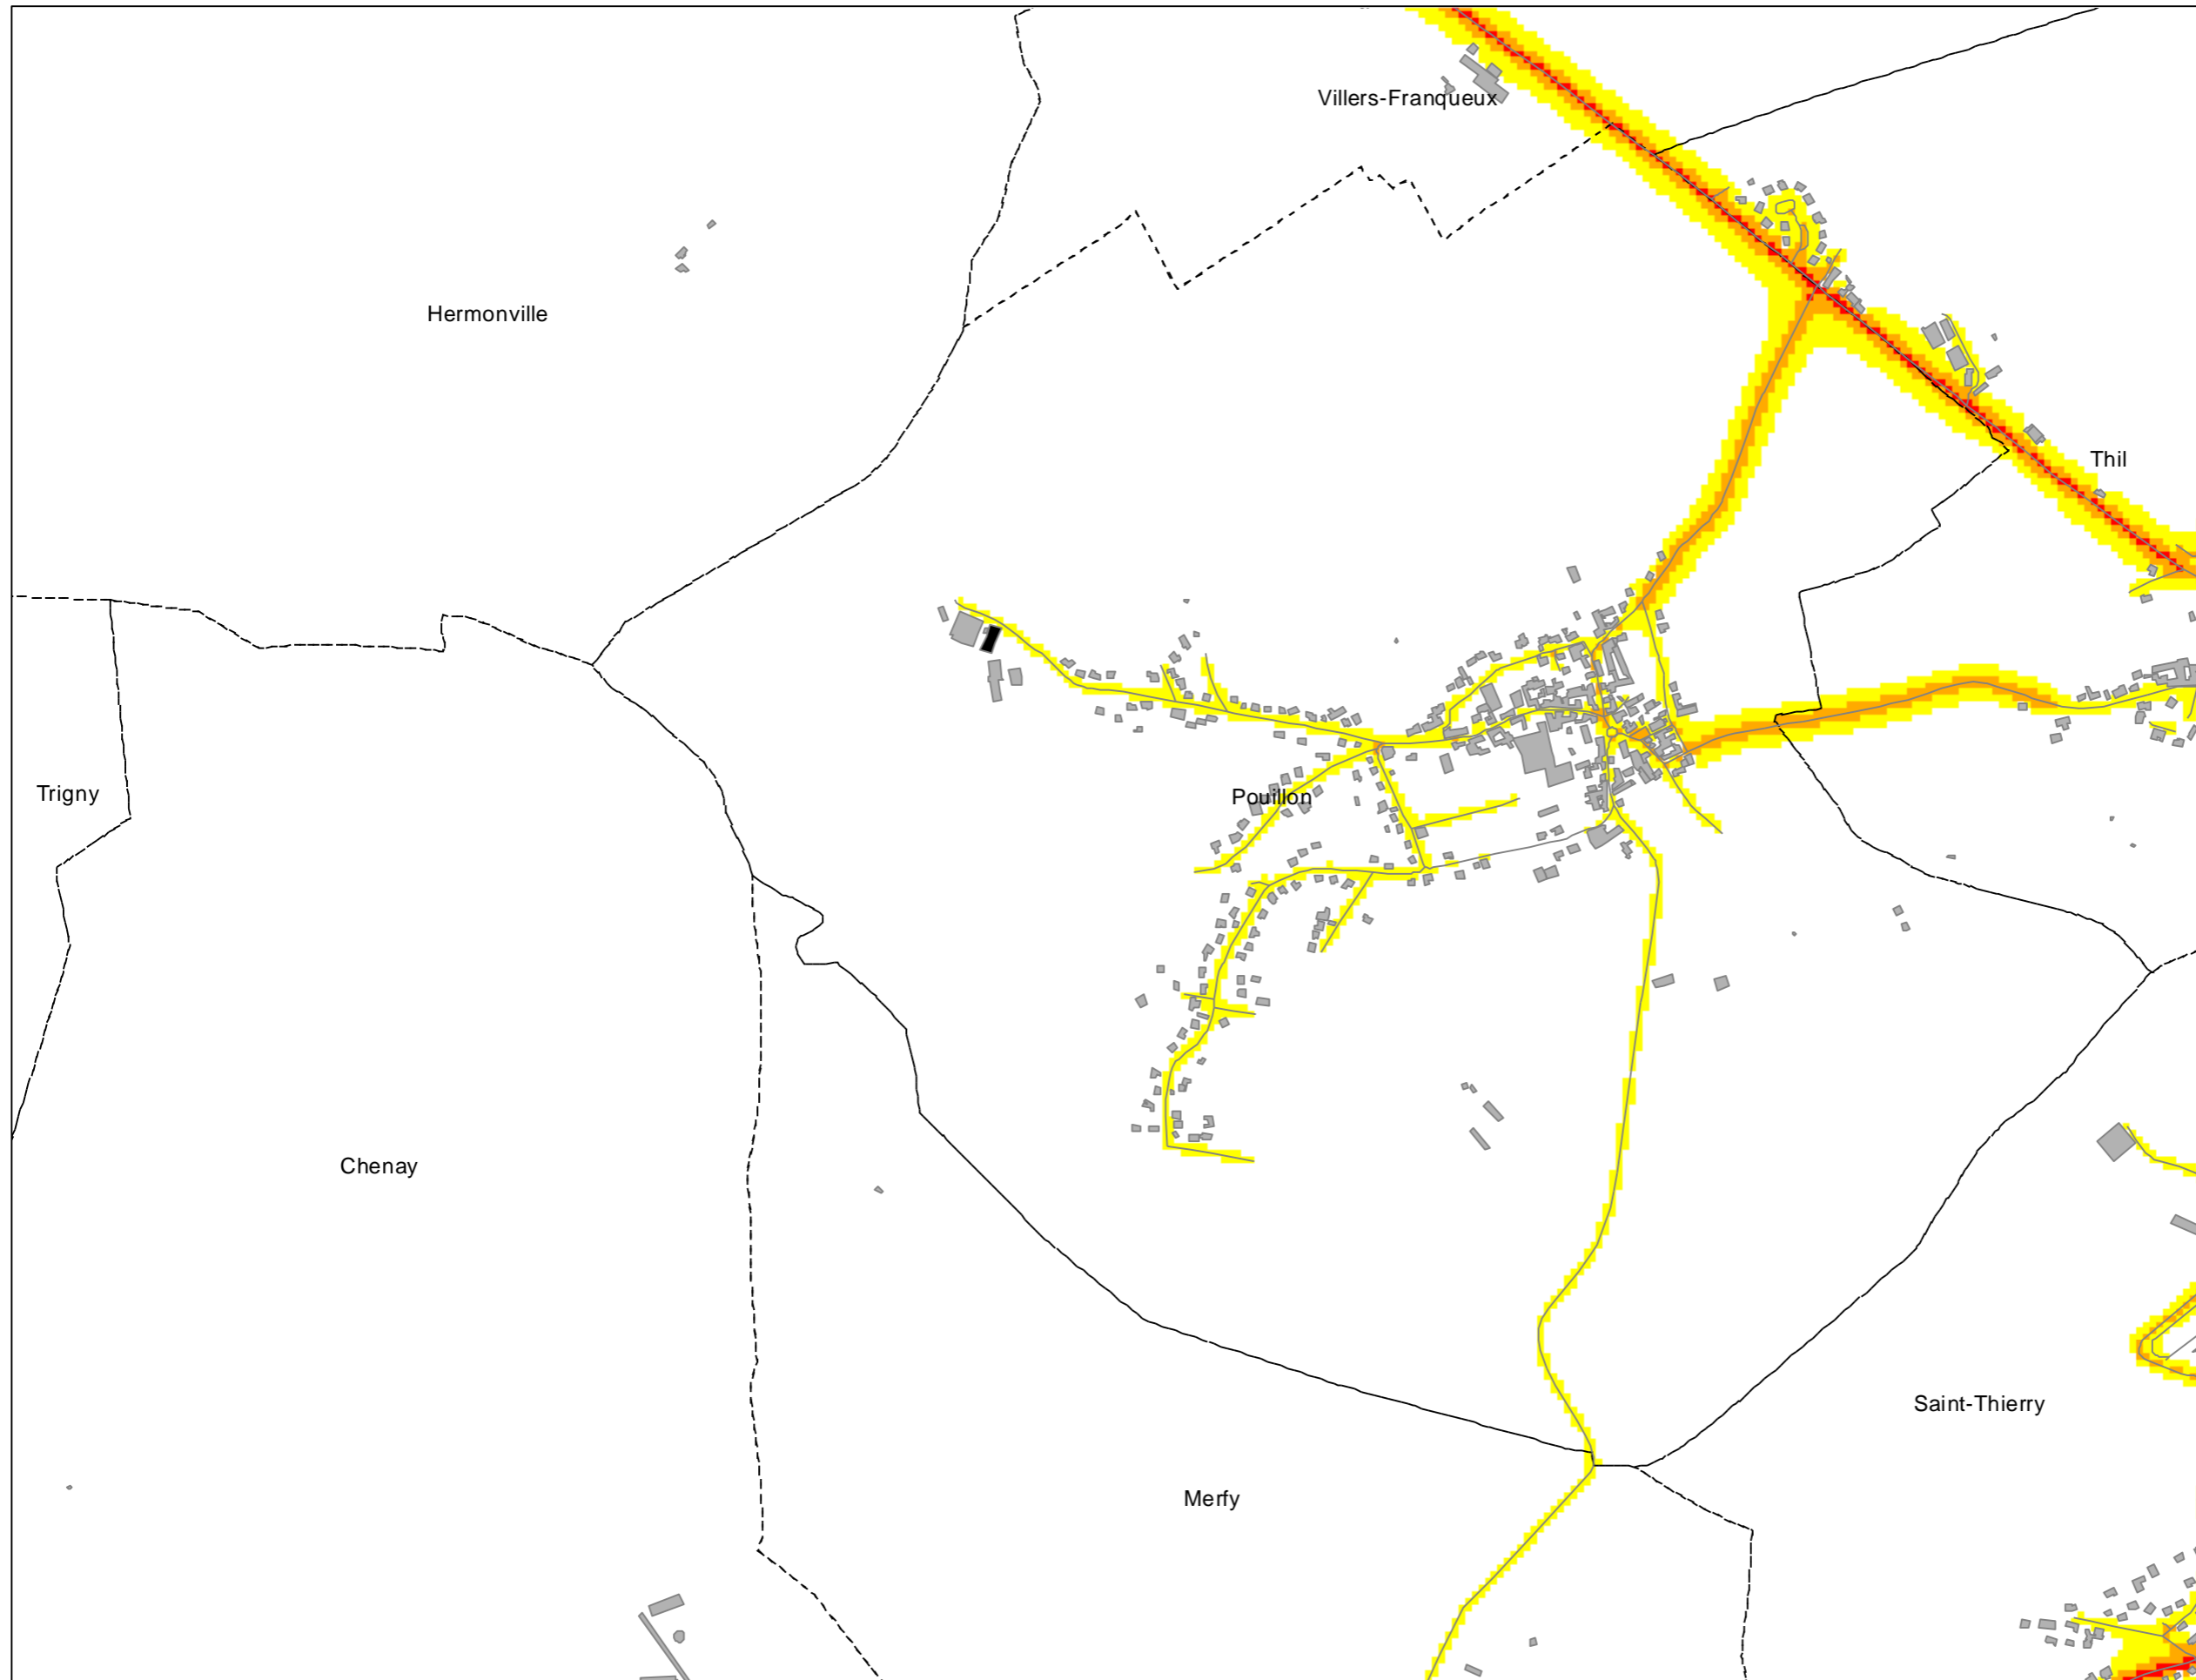 Villers-Franqueux
Hermonville
Thil
Trigny
Pouillon
Chenay
Saint-Thierry
Merfy